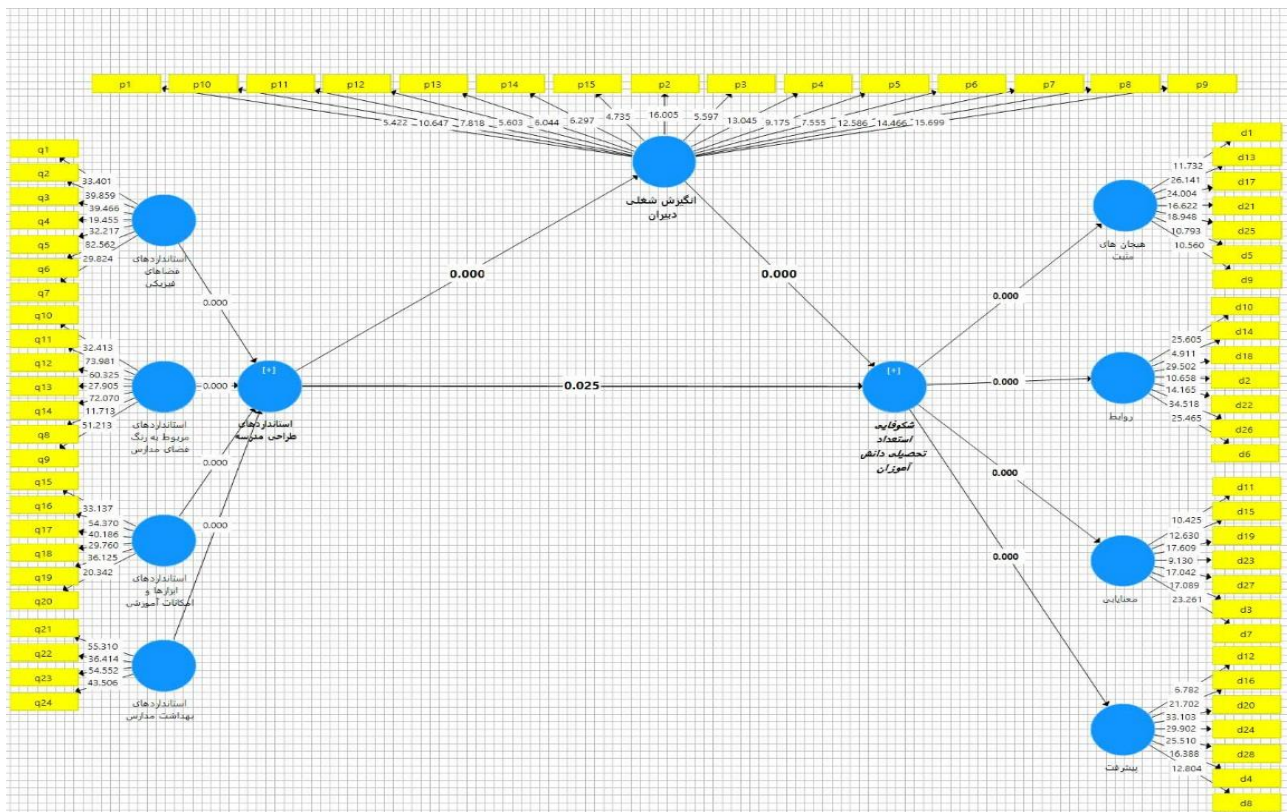 p1 p10 p11 p12 p13 p14 p15 p2 p3 p4 p5 p6 p7 p8 p9
5.422 10.647 7.818 5.603 6.044 6.297 4.735 16.005 5.597 13.045 9.175 7.555 12.586 14.466 15.699
انگیزش شغلی
دبیران
q1
q2
q3
q4
q5
q6
q7
33.401
39.859
39.466
19.455
32.217
82.562
29.824
استانداردهای
فضاهای
فیزیکی
0.000
q10
q11
q12
q13
q14
q8
q9
32.413
73.981
60.325
27.905
72.070
11.713
51.213
استانداردهای
مربوط به رنگ
فضای مدارس
0.000
q15
q16
q17
q18
q19
q20
33.137
54.370
40.186
29.760
36.125
20.342
استانداردهای
ابزارها و
امکانات آموزشی
0.000
q21
q22
q23
q24
55.310
36.414
54.552
43.506
استانداردهای
بهداشت مدارس
0.000
[+]
استانداردهای
طراحی مدرسه
0.000
0.000
0.025
[+]
شکوفایی
استعداد
تحصیلی دانش
آموزان
0.000
0.000
0.000
0.000
هیجان های
مثبت
11.732
26.141
24.004
16.622
18.948
10.793
10.560
d1
d13
d17
d21
d25
d5
d9
روابط
25.605
4.911
29.502
10.658
14.165
34.518
25.465
d10
d14
d18
d2
d22
d26
d6
معنایابی
10.425
12.630
17.609
9.130
17.042
17.089
23.261
d11
d15
d19
d23
d27
d3
d7
پیشرفت
6.782
21.702
33.103
29.902
25.510
16.388
12.804
d12
d16
d20
d24
d28
d4
d8